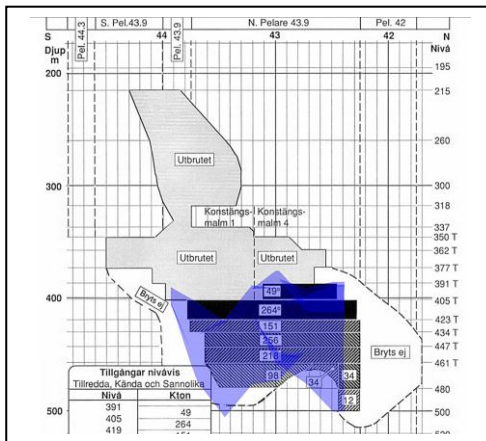 S. Pel.43.9
N. Pelare 43.9
Pel. 42
S
Pel. 44.3
44
Pel. 43.9
43
42
N
Djup
m
Nivå
200
195
215
260
Utbrutet
300
300
318
Konstängs-
malm 1
Konstängs-
malm 4
337
350 T
Utbrutet
Utbrutet
362 T
377 T
391 T
49⁰
400
Bryts ej
405 T
264⁰
423 T
151
434 T
256
447 T
Bryts ej
218
461 T
98
34
34
480
12
500
500
Tillgångar nivåvis
Tillredda, Kända och Sannolika
Nivå
Kton
391
49
405
264
419